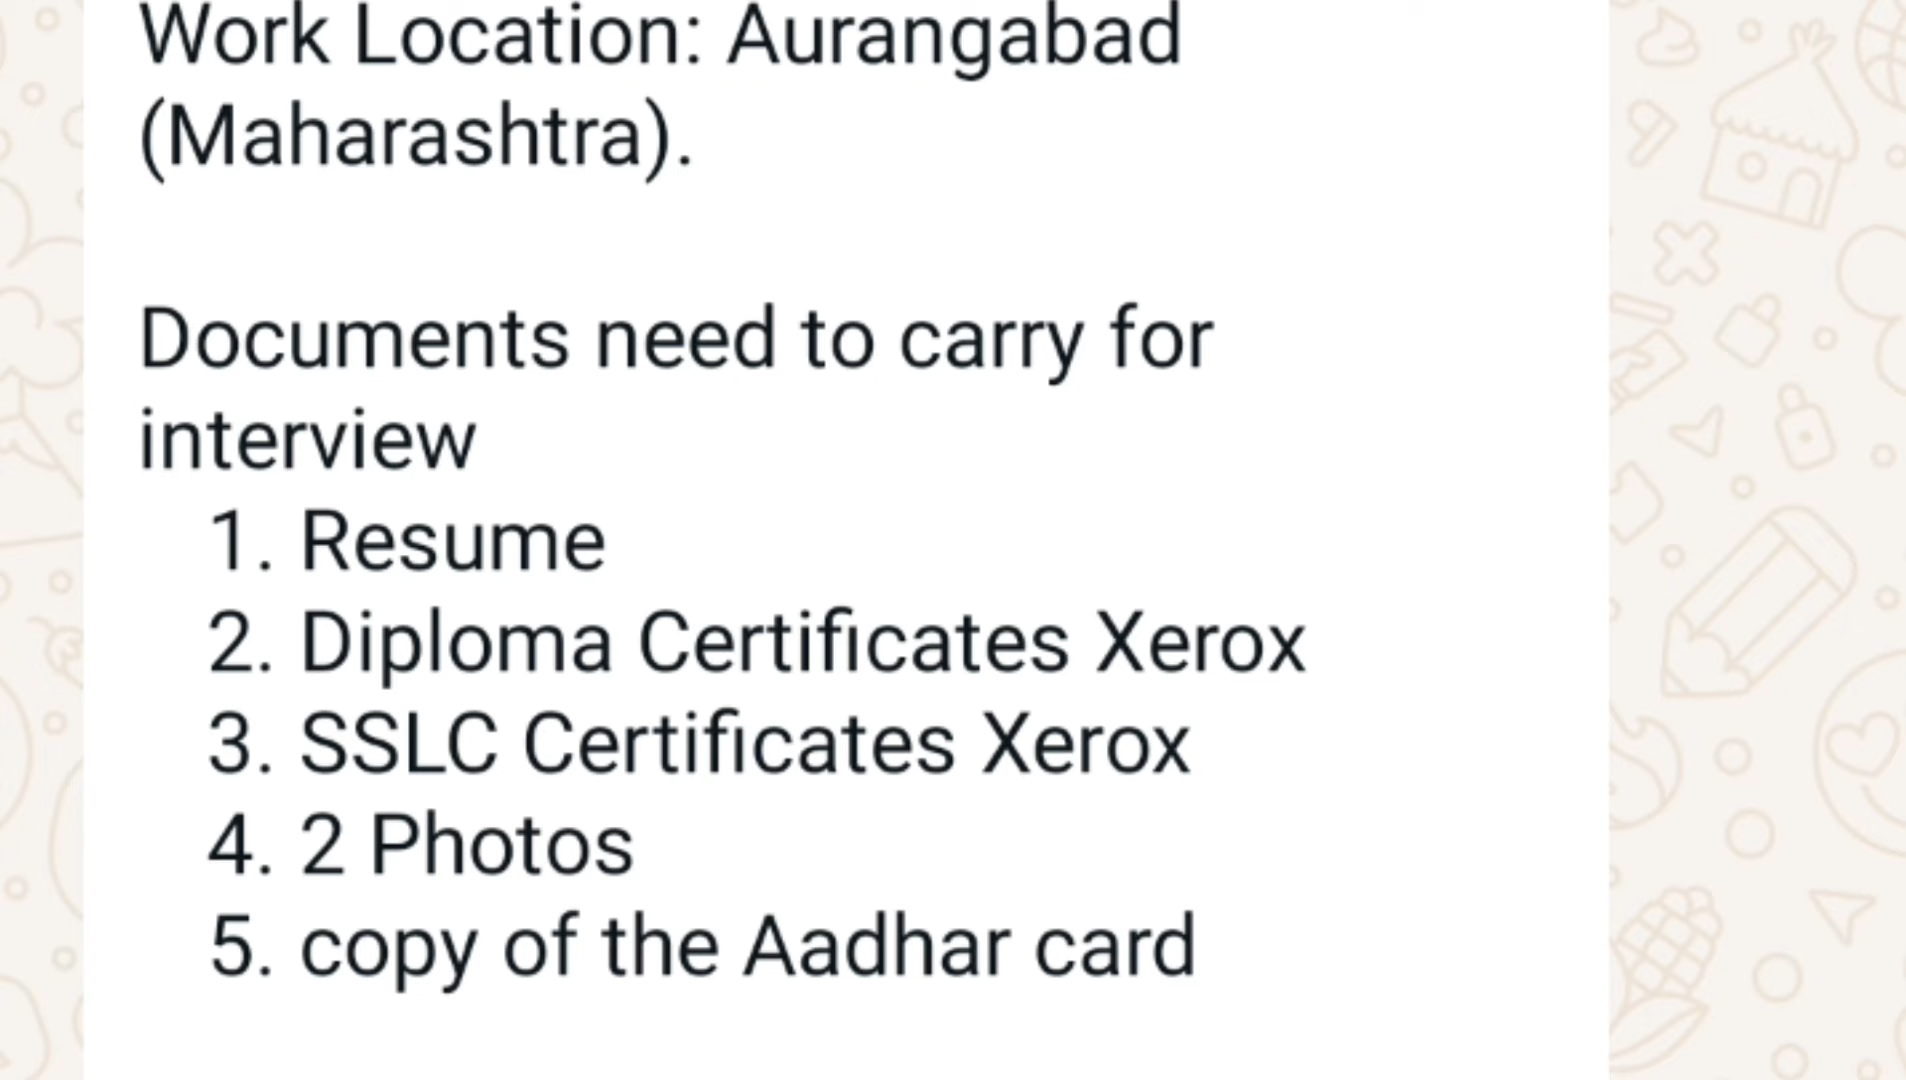 Work Location: Aurangabad
(Maharashtra).
Documents need to carry for
interview
1. Resume
2. Diploma Certificates Xerox
3. SSLC Certificates Xerox
4. 2 Photos
5. copy of the Aadhar card